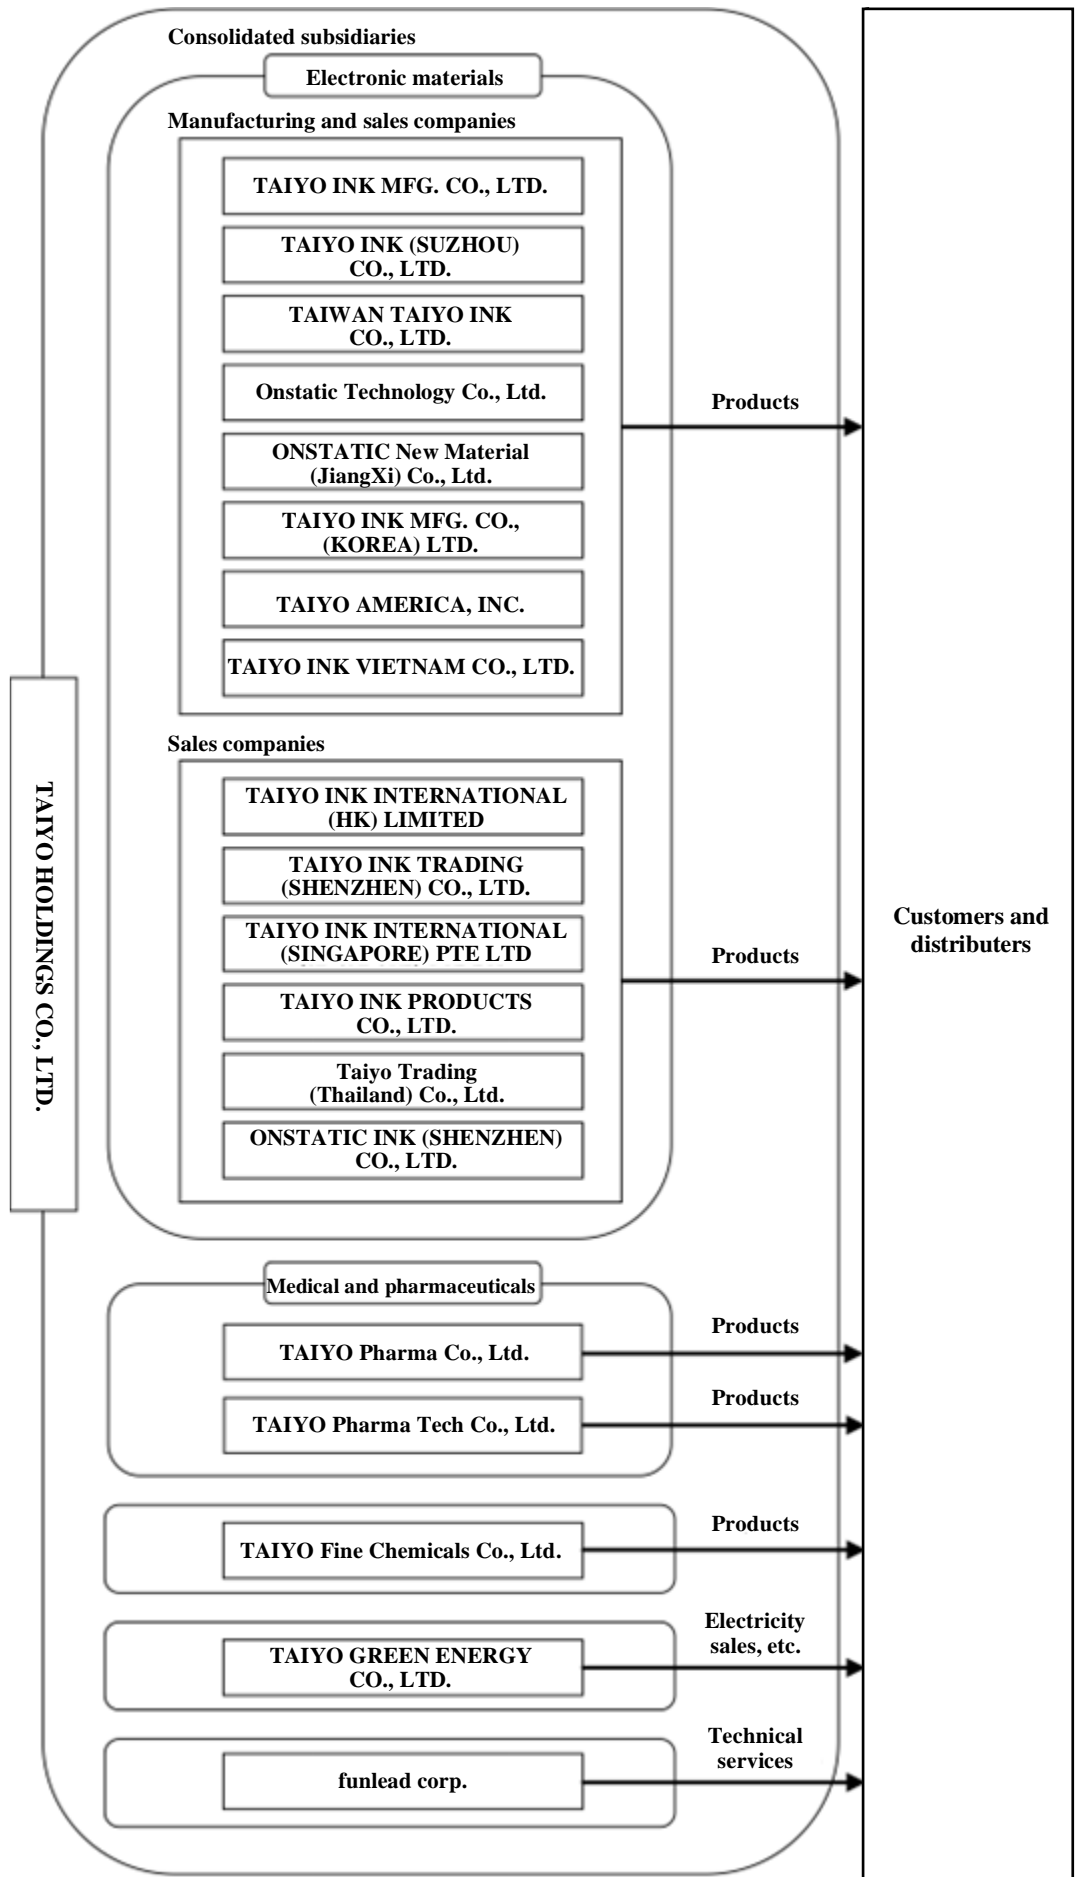 Consolidated subsidiaries
Electronic materials
Manufacturing and sales companies
TAIYO INK MFG. CO., LTD.
TAIYO INK (SUZHOU)
CO., LTD.
TAIWAN TAIYO INK
CO., LTD.
Onstatic Technology Co., Ltd.
ONSTATIC New Material
(JiangXi) Co., Ltd.
TAIYO INK MFG. CO.,
(KOREA) LTD.
TAIYO AMERICA, INC.
TAIYO INK VIETNAM CO., LTD.
Products
Sales companies
TAIYO INK INTERNATIONAL
(HK) LIMITED
TAIYO INK TRADING
(SHENZHEN) CO., LTD.
TAIYO INK INTERNATIONAL
(SINGAPORE) PTE LTD
TAIYO INK PRODUCTS
CO., LTD.
Taiyo Trading
(Thailand) Co., Ltd.
ONSTATIC INK (SHENZHEN)
CO., LTD.
Products
TAIYO HOLDINGS CO., LTD.
Customers and
distributers
Medical and pharmaceuticals
TAIYO Pharma Co., Ltd.
Products
TAIYO Pharma Tech Co., Ltd.
Products
TAIYO Fine Chemicals Co., Ltd.
Products
TAIYO GREEN ENERGY
CO., LTD.
Electricity
sales, etc.
funlead corp.
Technical
services